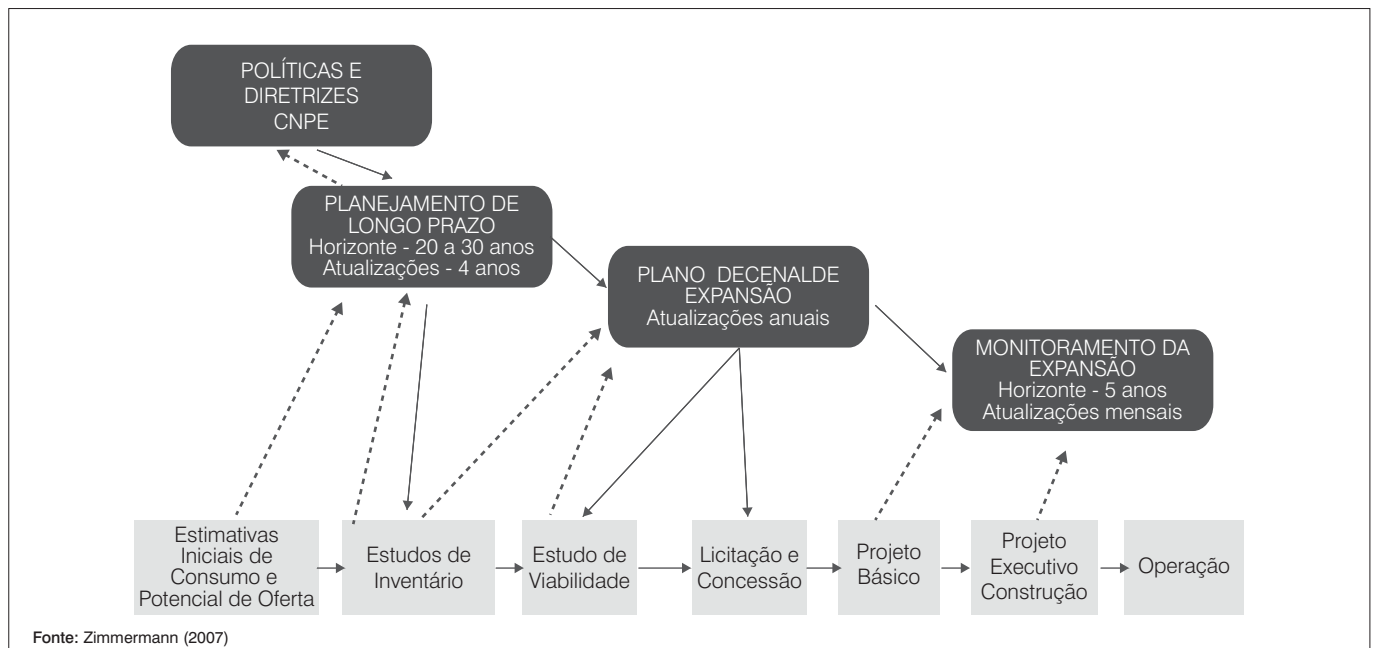 POLÍTICAS E
DIRETRIZES
CNPE
PLANEJAMENTO DE
LONGO PRAZO
Horizonte - 20 a 30 anos
Atualizações - 4 anos
PLANO DECENALDE
EXPANSÃO
Atualizações anuais
MONITORAMENTO DA
EXPANSÃO
Horizonte - 5 anos
Atualizações mensais
Estimativas
Iniciais de
Consumo e
Potencial de Oferta
Estudos de
Inventário
Estudo de
Viabilidade
Licitação e
Concessão
Projeto
Básico
Projeto
Executivo
Construção
Operação
Fonte: Zimmermann (2007)